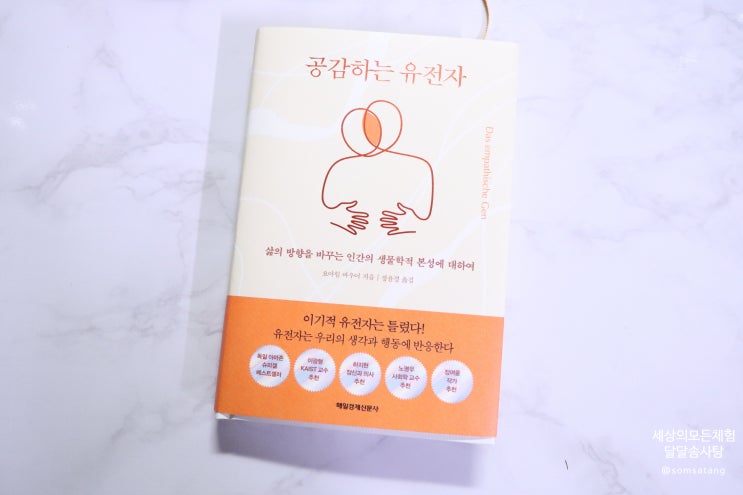 공감하는 유전자
Das empathische Gen
삶의 방향을 바꾸는 인간의 생물학적 본성에 대하여
요아힘 바우어 지음 | 장윤경 옮김
이기적 유전자는 틀렸다!
유전자는 우리의 생각과 행동에 반응한다
독일 아마존
슈피겔
베스트셀러
이광형
KAIST 교수
추천
하지현
정신과 의사
추천
노명우
사회학 교수
추천
정여울
작가
추천
매일경제신문사
세상의모든체험
달달송사탕
@somsatang